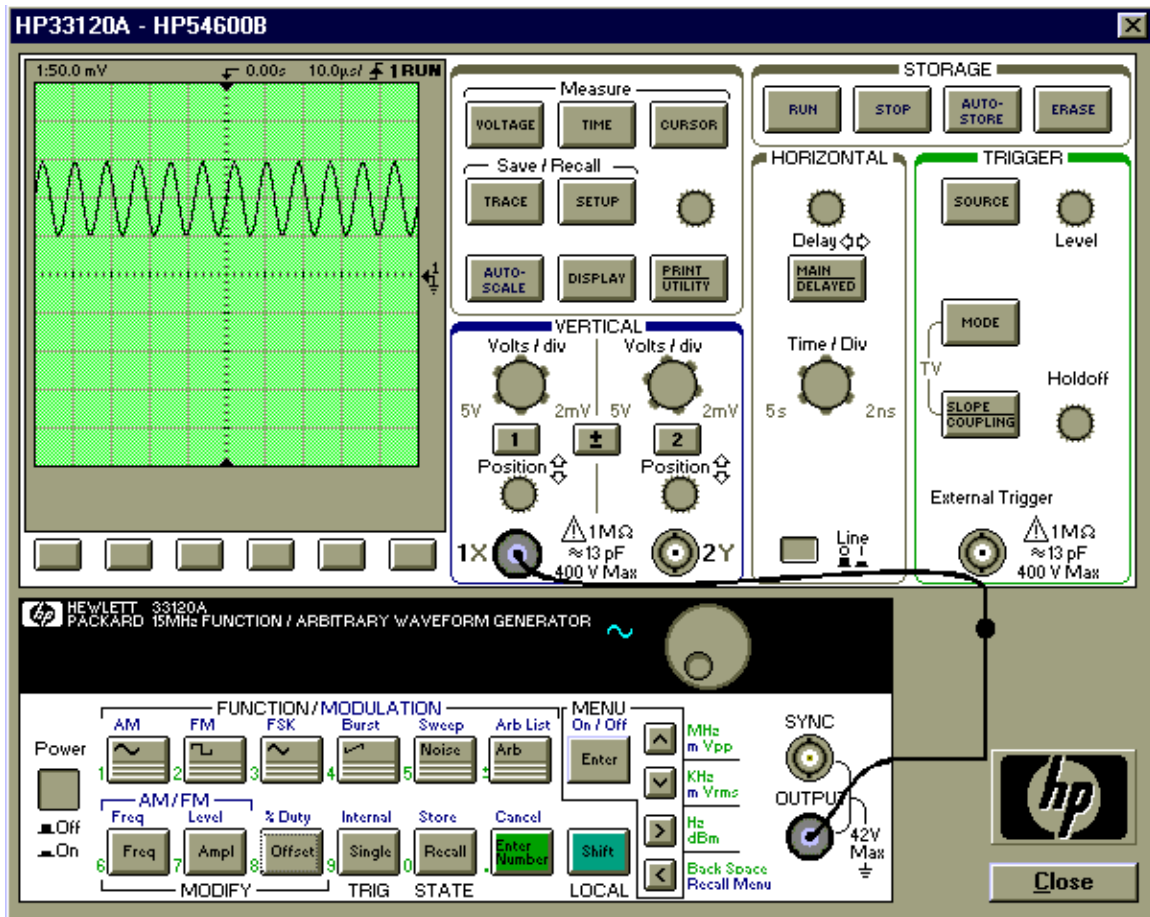 HP33120A - HP54600B
1:50.0 mV 0.00s 10.0µs/ 1 RUN
1
Measure
VOLTAGE TIME CURSOR
Save / Recall
TRACE SETUP
AUTO-SCALE DISPLAY PRINT UTILITY
STORAGE
RUN STOP AUTO-STORE ERASE
VERTICAL
Volts / div Volts / div
5V 2mV 5V 2mV
1 ± 2
Position Position
1X 1MΩ ≈13 pF 400 V Max 2Y 1MΩ ≈13 pF 400 V Max
HORIZONTAL
Delay
MAIN DELAYED
Time / Div
5s 2ns
Line
O I
TRIGGER
SOURCE
Level
MODE
TV
Holdoff
SLOPE COUPLING
External Trigger
1MΩ ≈13 pF 400 V Max
hp HEWLETT PACKARD 33120A
15MHz FUNCTION / ARBITRARY WAVEFORM GENERATOR
FUNCTION / MODULATION
AM FM FSK Burst Sweep Arb List
Noise Arb
1 2 3 4 5 ±
Power
Off
On
AM/FM
Freq Level % Duty Internal Store Cancel
Freq Ampl Offset Single Recall Enter Number
6 7 8 9 0 .
MODIFY TRIG STATE
MENU
On / Off
Enter
Shift
LOCAL
MHz
m Vpp
KHz
m Vrms
Hz
dBm
Back Space
Recall Menu
SYNC
OUTPUT
42V
Max
hp
Close